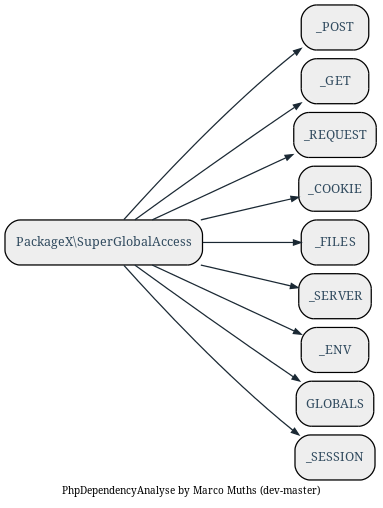 _POST
_GET
_REQUEST
_COOKIE
PackageX\SuperGlobalAccess
_FILES
_SERVER
_ENV
GLOBALS
_SESSION
PhpDependencyAnalyse by Marco Muths (dev-master)